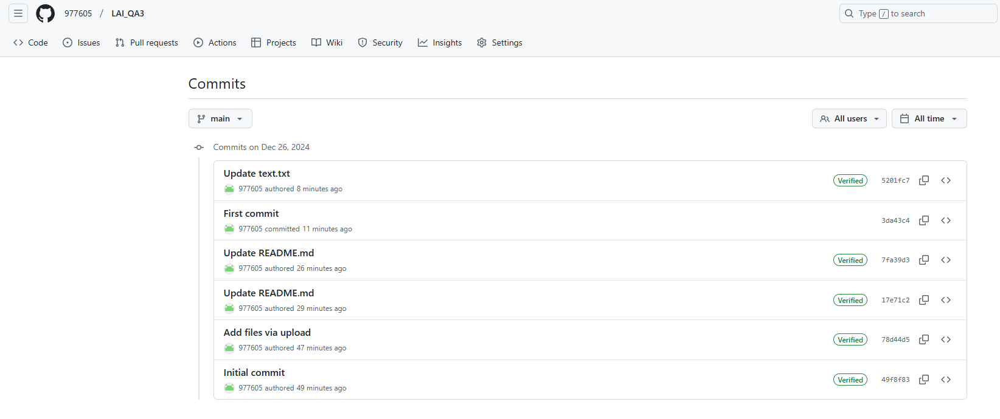 977605 / LAI_QA3
Type / to search
Code Issues Pull requests Actions Projects Wiki Security Insights Settings
Commits
main
All users All time
Commits on Dec 26, 2024
Update text.txt
977605 authored 8 minutes ago
Verified 5201fc7
First commit
977605 committed 11 minutes ago
3da43c4
Update README.md
977605 authored 26 minutes ago
Verified 7fa39d3
Update README.md
977605 authored 29 minutes ago
Verified 17e71c2
Add files via upload
977605 authored 47 minutes ago
Verified 78d44d5
Initial commit
977605 authored 49 minutes ago
Verified 49f8f83